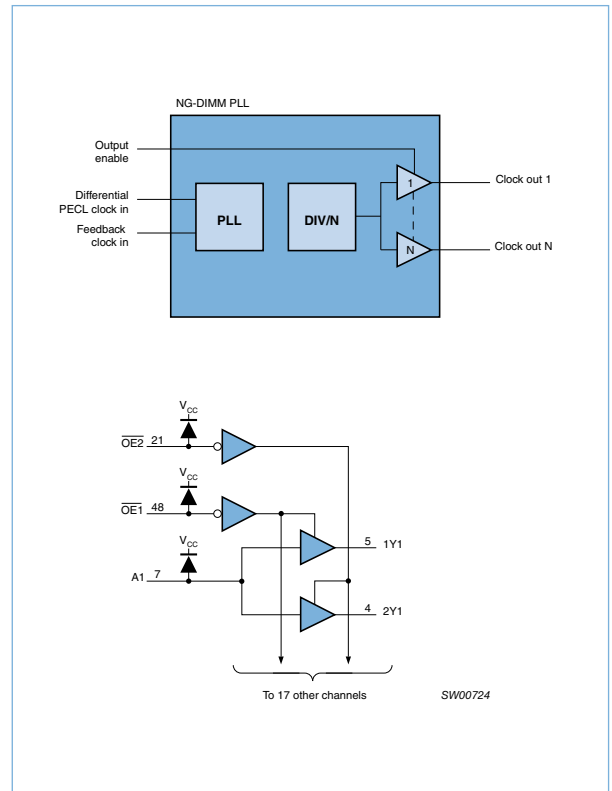 NG-DIMM PLL
Output
enable
Differential
PECL clock in
Feedback
clock in
PLL
DIV/N
1
N
Clock out 1
Clock out N
VCC
OE2 21
VCC
OE1 48
VCC
A1 7
5 1Y1
4 2Y1
To 17 other channels
SW00724